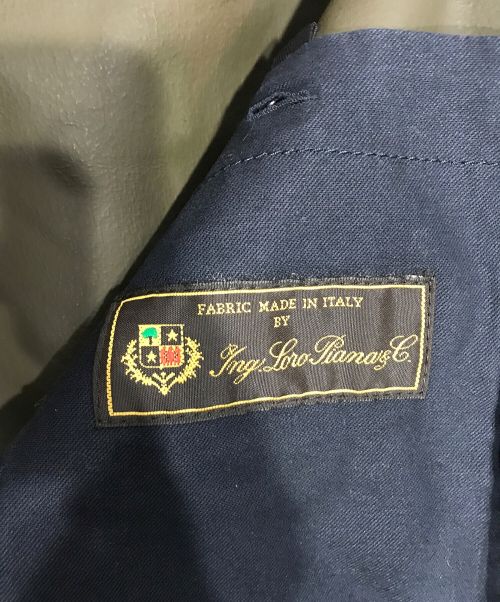 FABRIC MADE IN ITALY
BY
Ing. Loro Piana & C.